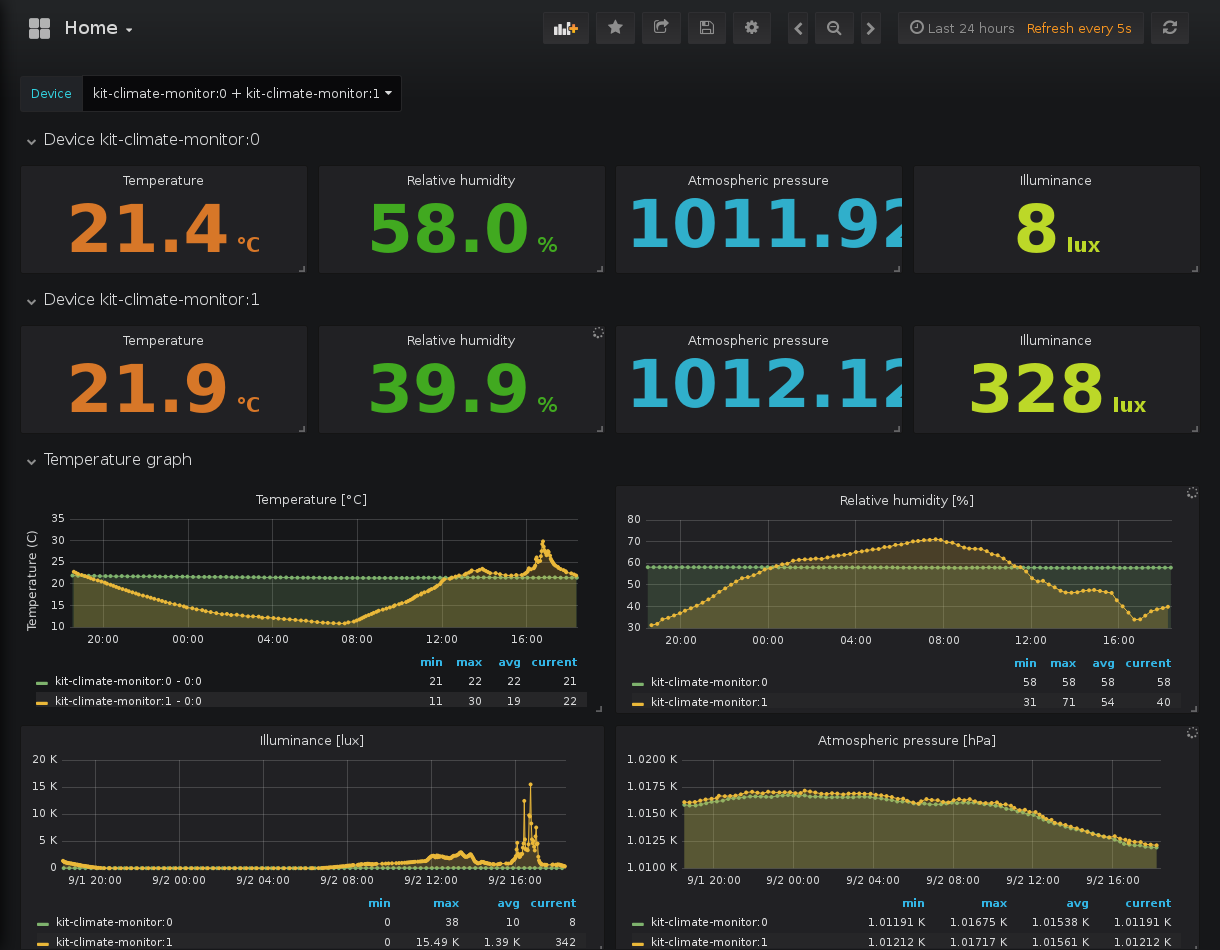 Home
Last 24 hours Refresh every 5s
Device kit-climate-monitor:0 + kit-climate-monitor:1
Device kit-climate-monitor:0
Temperature Relative humidity Atmospheric pressure Illuminance
21.4 °C 58.0 % 1011.92 8 lux
Device kit-climate-monitor:1
Temperature Relative humidity Atmospheric pressure Illuminance
21.9 °C 39.9 % 1012.12 328 lux
Temperature graph
Temperature [°C]
Temperature (C)
35
30
25
20
15
10
20:00 00:00 04:00 08:00 12:00 16:00
min max avg current
kit-climate-monitor:0 - 0:0 21 22 22 21
kit-climate-monitor:1 - 0:0 11 30 19 22
Relative humidity [%]
80
70
60
50
40
30
20:00 00:00 04:00 08:00 12:00 16:00
min max avg current
kit-climate-monitor:0 58 58 58 58
kit-climate-monitor:1 31 71 54 40
Illuminance [lux]
20 K
15 K
10 K
5 K
0
9/1 20:00 9/2 00:00 9/2 04:00 9/2 08:00 9/2 12:00 9/2 16:00
min max avg current
kit-climate-monitor:0 0 38 10 8
kit-climate-monitor:1 0 15.49 K 1.39 K 342
Atmospheric pressure [hPa]
1.0200 K
1.0175 K
1.0150 K
1.0125 K
1.0100 K
9/1 20:00 9/2 00:00 9/2 04:00 9/2 08:00 9/2 12:00 9/2 16:00
min max avg current
kit-climate-monitor:0 1.01191 K 1.01675 K 1.01538 K 1.01191 K
kit-climate-monitor:1 1.01212 K 1.01717 K 1.01561 K 1.01212 K